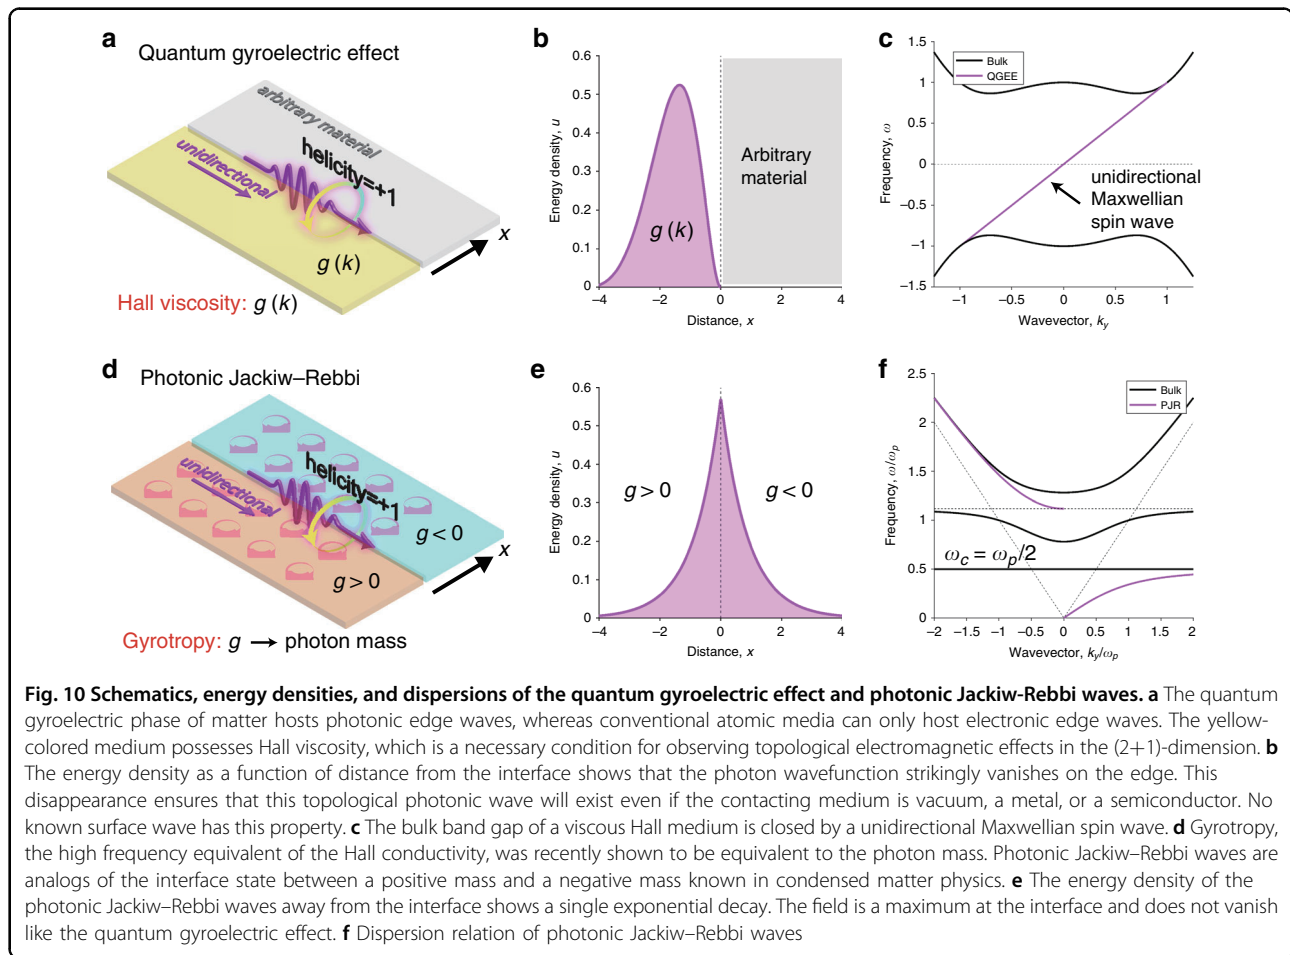 a
Quantum gyroelectric effect
arbitrary material
unidirectional
helicity=+1
g (k)
x
Hall viscosity: g (k)
b
0.6
0.5
0.4
0.3
0.2
0.1
0
Energy density, u
g (k)
Arbitrary
material
−4
−2
0
2
4
Distance, x
c
1.5
1
0.5
0
−0.5
−1
−1.5
Frequency, ω
Bulk
QGEE
unidirectional
Maxwellian
spin wave
−1
−0.5
0
0.5
1
Wavevector, ky
d
Photonic Jackiw–Rebbi
unidirectional
helicity=+1
g < 0
g > 0
x
Gyrotropy: g → photon mass
e
0.6
0.5
0.4
0.3
0.2
0.1
0
Energy density, u
g > 0
g < 0
−4
−2
0
2
4
Distance, x
f
2.5
2
1.5
1
0.5
0
Frequency, ω/ωp
Bulk
PJR
ωc = ωp/2
−2
−1.5
−1
−0.5
0
0.5
1
1.5
2
Wavevector, ky/ωp
Fig. 10 Schematics, energy densities, and dispersions of the quantum gyroelectric effect and photonic Jackiw-Rebbi waves. a The quantum
gyroelectric phase of matter hosts photonic edge waves, whereas conventional atomic media can only host electronic edge waves. The yellow-
colored medium possesses Hall viscosity, which is a necessary condition for observing topological electromagnetic effects in the (2+1)-dimension. b
The energy density as a function of distance from the interface shows that the photon wavefunction strikingly vanishes on the edge. This
disappearance ensures that this topological photonic wave will exist even if the contacting medium is vacuum, a metal, or a semiconductor. No
known surface wave has this property. c The bulk band gap of a viscous Hall medium is closed by a unidirectional Maxwellian spin wave. d Gyrotropy,
the high frequency equivalent of the Hall conductivity, was recently shown to be equivalent to the photon mass. Photonic Jackiw–Rebbi waves are
analogs of the interface state between a positive mass and a negative mass known in condensed matter physics. e The energy density of the
photonic Jackiw–Rebbi waves away from the interface shows a single exponential decay. The field is a maximum at the interface and does not vanish
like the quantum gyroelectric effect. f Dispersion relation of photonic Jackiw–Rebbi waves